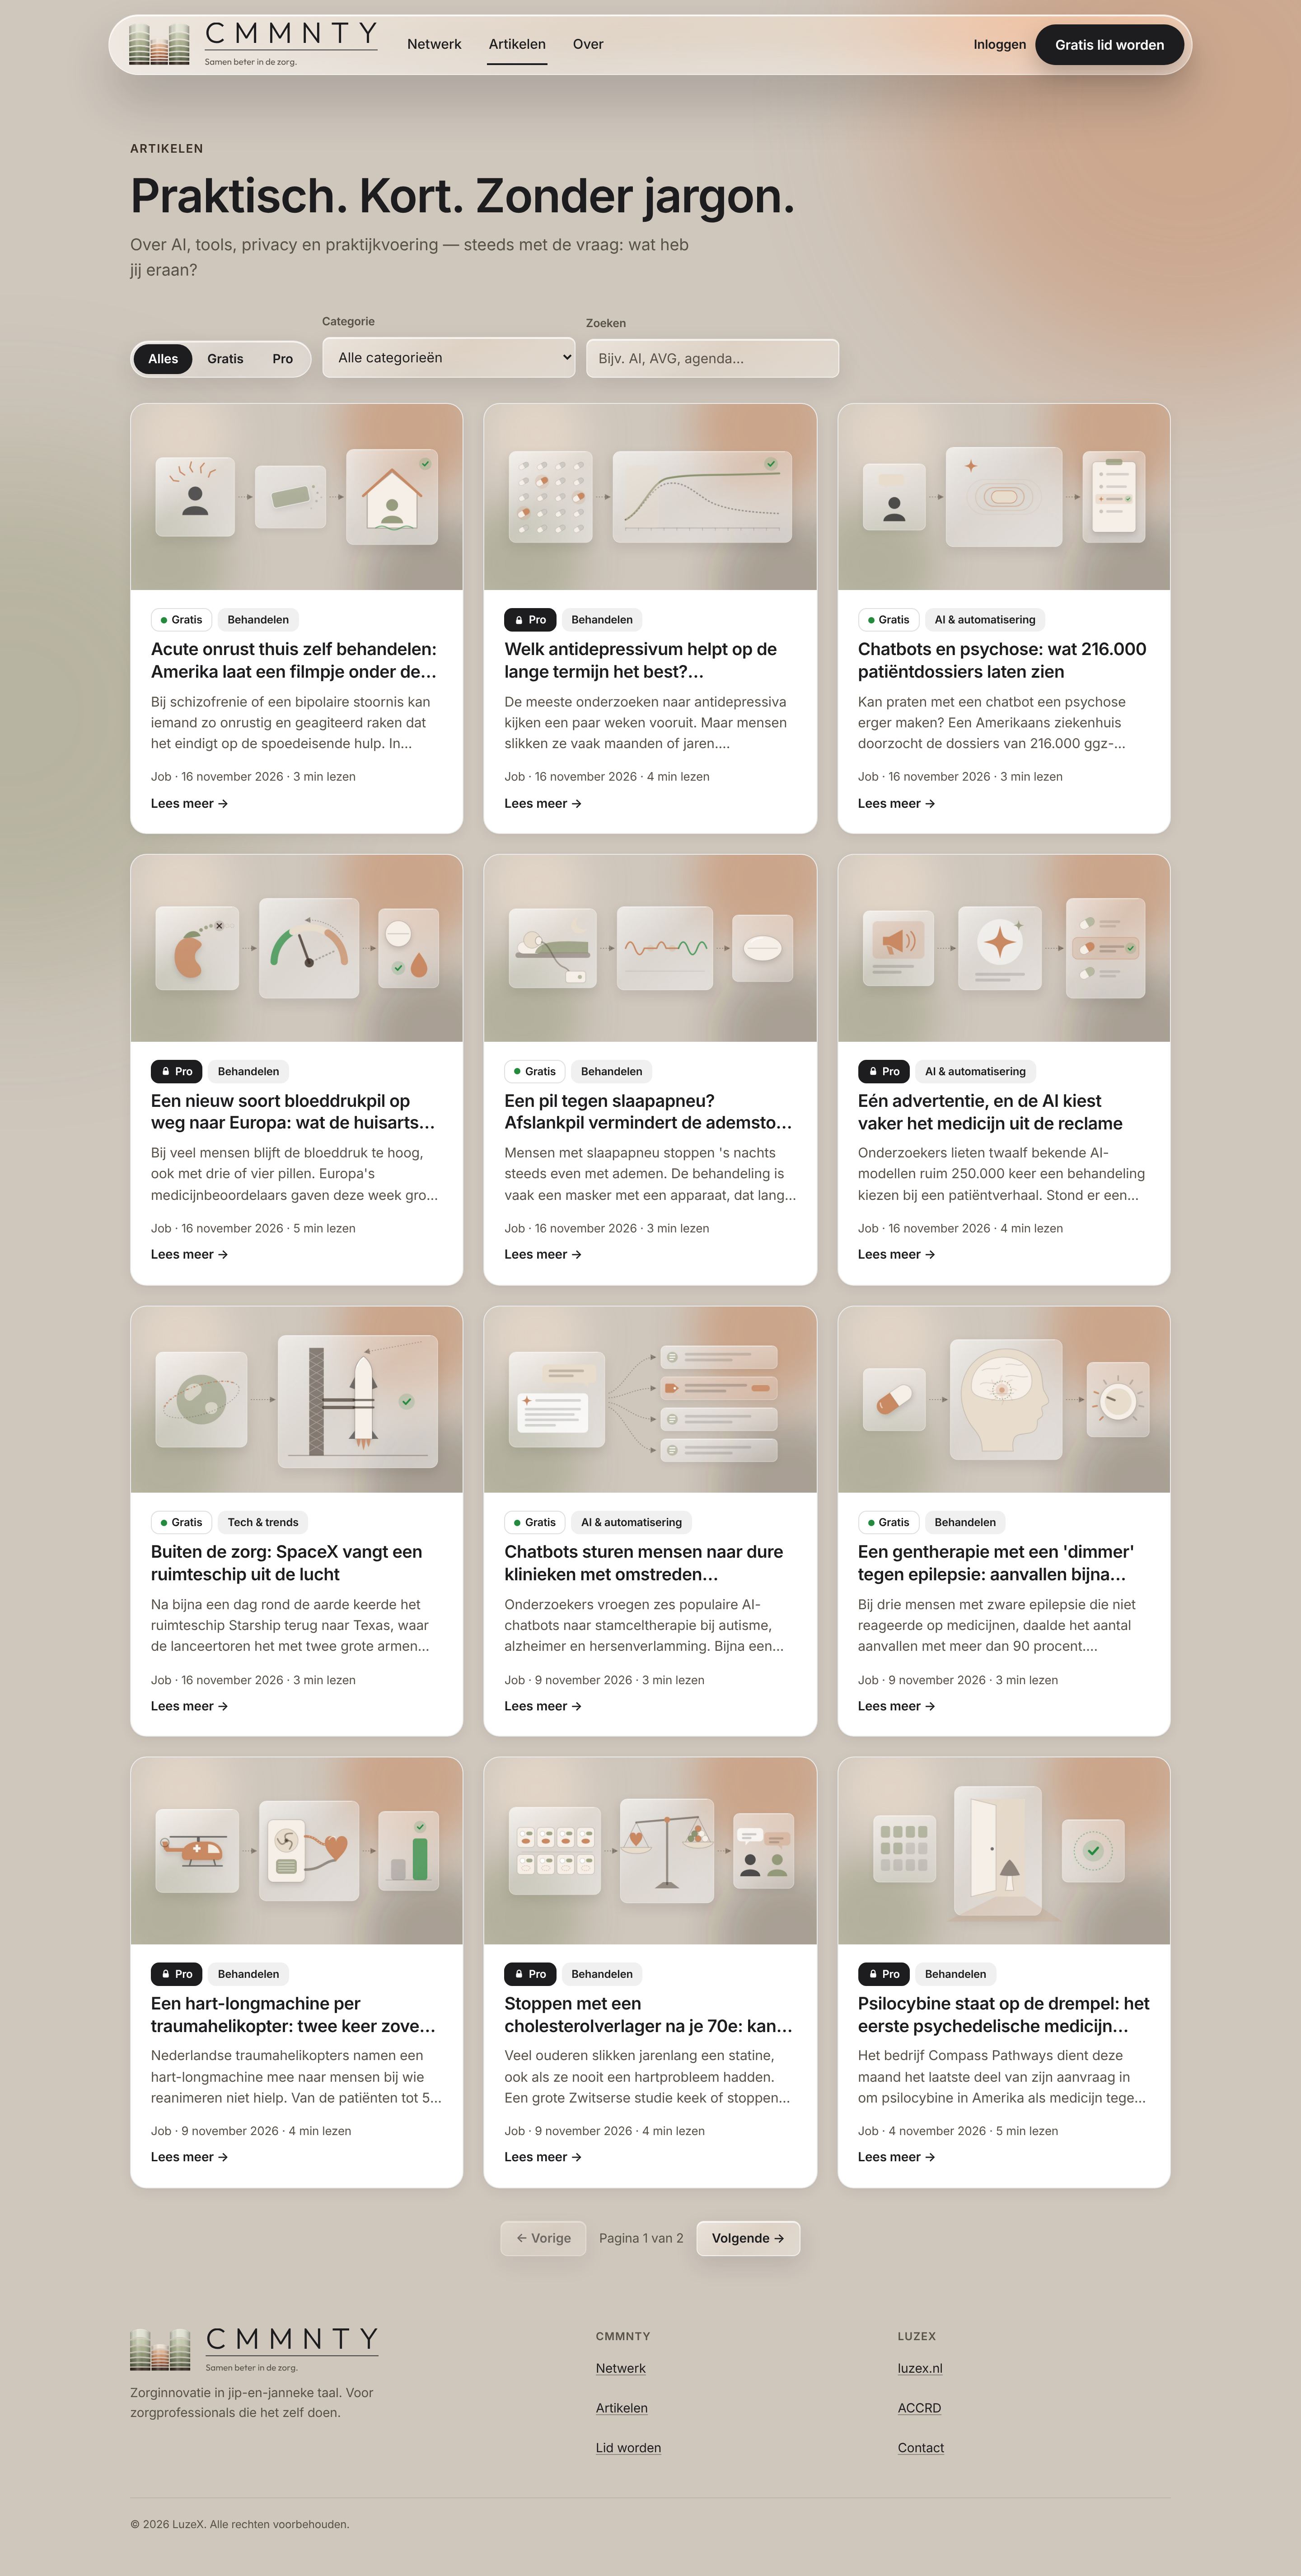 CMMNTY
Samen beter in de zorg.
Netwerk
Artikelen
Over
Inloggen
Gratis lid worden
ARTIKELEN
Praktisch. Kort. Zonder jargon.
Over AI, tools, privacy en praktijkvoering — steeds met de vraag: wat heb
jij eraan?
Alles
Gratis
Pro
Categorie
Alle categorieën
Zoeken
Bijv. AI, AVG, agenda...
Gratis
Behandelen
Acute onrust thuis zelf behandelen:
Amerika laat een filmpje onder de...
Bij schizofrenie of een bipolaire stoornis kan
iemand zo onrustig en geagiteerd raken dat
het eindigt op de spoedeisende hulp. In...
Job · 16 november 2026 · 3 min lezen
Lees meer →
Pro
Behandelen
Welk antidepressivum helpt op de
lange termijn het best?...
De meeste onderzoeken naar antidepressiva
kijken een paar weken vooruit. Maar mensen
slikken ze vaak maanden of jaren....
Job · 16 november 2026 · 4 min lezen
Lees meer →
Gratis
AI & automatisering
Chatbots en psychose: wat 216.000
patiëntdossiers laten zien
Kan praten met een chatbot een psychose
erger maken? Een Amerikaans ziekenhuis
doorzocht de dossiers van 216.000 ggz-...
Job · 16 november 2026 · 3 min lezen
Lees meer →
Pro
Behandelen
Een nieuw soort bloeddrukpil op
weg naar Europa: wat de huisarts...
Bij veel mensen blijft de bloeddruk te hoog,
ook met drie of vier pillen. Europa's
medicijnbeoordelaars gaven deze week gro...
Job · 16 november 2026 · 5 min lezen
Lees meer →
Gratis
Behandelen
Een pil tegen slaapapneu?
Afslankpil vermindert de ademsto...
Mensen met slaapapneu stoppen 's nachts
steeds even met ademen. De behandeling is
vaak een masker met een apparaat, dat lang...
Job · 16 november 2026 · 3 min lezen
Lees meer →
Pro
AI & automatisering
Eén advertentie, en de AI kiest
vaker het medicijn uit de reclame
Onderzoekers lieten twaalf bekende AI-
modellen ruim 250.000 keer een behandeling
kiezen bij een patiëntverhaal. Stond er een...
Job · 16 november 2026 · 4 min lezen
Lees meer →
Gratis
Tech & trends
Buiten de zorg: SpaceX vangt een
ruimteschip uit de lucht
Na bijna een dag rond de aarde keerde het
ruimteschip Starship terug naar Texas, waar
de lanceertoren het met twee grote armen...
Job · 16 november 2026 · 3 min lezen
Lees meer →
Gratis
AI & automatisering
Chatbots sturen mensen naar dure
klinieken met omstreden...
Onderzoekers vroegen zes populaire AI-
chatbots naar stamceltherapie bij autisme,
alzheimer en hersenverlamming. Bijna een...
Job · 9 november 2026 · 3 min lezen
Lees meer →
Gratis
Behandelen
Een gentherapie met een 'dimmer'
tegen epilepsie: aanvallen bijna...
Bij drie mensen met zware epilepsie die niet
reageerde op medicijnen, daalde het aantal
aanvallen met meer dan 90 procent....
Job · 9 november 2026 · 3 min lezen
Lees meer →
Pro
Behandelen
Een hart-longmachine per
traumahelikopter: twee keer zove...
Nederlandse traumahelikopters namen een
hart-longmachine mee naar mensen bij wie
reanimeren niet hielp. Van de patiënten tot 5...
Job · 9 november 2026 · 4 min lezen
Lees meer →
Pro
Behandelen
Stoppen met een
cholesterolverlager na je 70e: kan...
Veel ouderen slikken jarenlang een statine,
ook als ze nooit een hartprobleem hadden.
Een grote Zwitserse studie keek of stoppen...
Job · 9 november 2026 · 4 min lezen
Lees meer →
Pro
Behandelen
Psilocybine staat op de drempel: het
eerste psychedelische medicijn...
Het bedrijf Compass Pathways dient deze
maand het laatste deel van zijn aanvraag in
om psilocybine in Amerika als medicijn tege...
Job · 4 november 2026 · 5 min lezen
Lees meer →
← Vorige
Pagina 1 van 2
Volgende →
CMMNTY
Samen beter in de zorg.
Zorginnovatie in jip-en-janneke taal. Voor
zorgprofessionals die het zelf doen.
CMMNTY
Netwerk
Artikelen
Lid worden
LUZEX
luzex.nl
ACCRD
Contact
© 2026 LuzeX. Alle rechten voorbehouden.